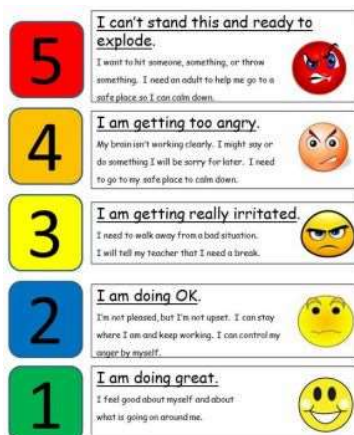 5
I can't stand this and ready to
explode.
I want to hit someone, something, or throw
something. I need an adult to help me go to a
safe place so I can calm down.
4
I am getting too angry.
My brain isn't working clearly. I might say or
do something I will be sorry for later. I need
to go to my safe place to calm down.
3
I am getting really irritated.
I need to walk away from a bad situation.
I will tell my teacher that I need a break.
2
I am doing OK.
I'm not pleased, but I'm not upset. I can stay
where I am and keep working. I can control my
anger by myself.
1
I am doing great.
I feel good about myself and about
what is going on around me.